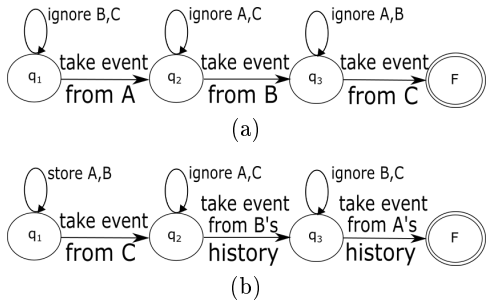 ignore B,C
ignore A,C
ignore A,B
take event
take event
take event
q1
q2
q3
F
from A
from B
from C
(a)
store A,B
ignore A,C
ignore B,C
take event
take event
take event
from B's
from A's
q1
q2
q3
F
from C
history
history
(b)